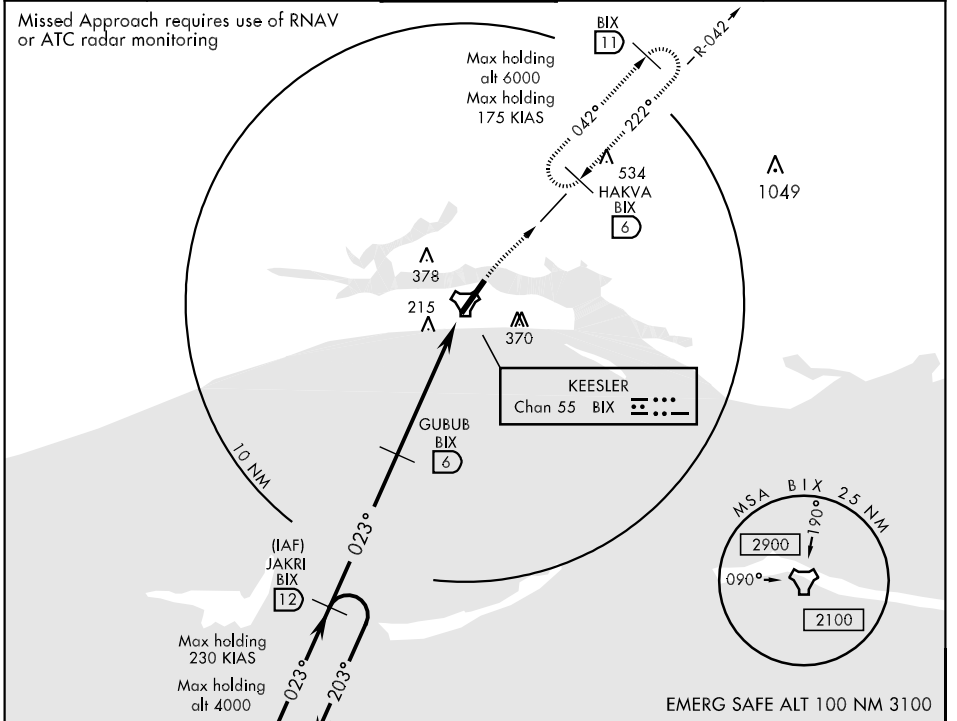 Missed Approach requires use of RNAV
or ATC radar monitoring
BIX
11
R-042
Max holding
alt 6000
Max holding
175 KIAS
042°
222°
534
HAKVA
BIX
6
1049
378
215
370
KEESLER
Chan 55 BIX
GUBUB
BIX
6
10 NM
023°
(IAF)
JAKRI
BIX
12
Max holding
230 KIAS
Max holding
alt 4000
023°
203°
MSA BIX 25 NM
190°
2900
090°
2100
EMERG SAFE ALT 100 NM 3100